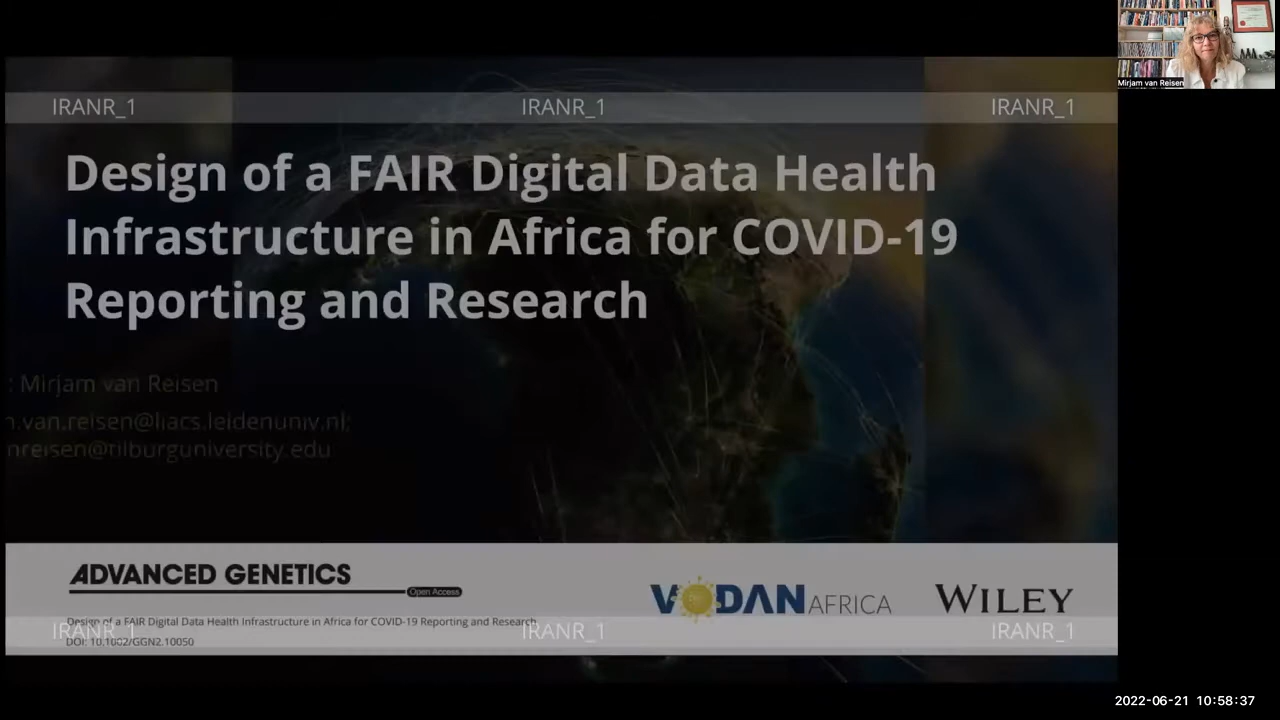 Mirjam van Reisen
IRANR_1 IRANR_1 IRANR_1
Design of a FAIR Digital Data Health
Infrastructure in Africa for COVID-19
Reporting and Research
: Mirjam van Reisen
n.van.reisen@liacs.leidenuniv.nl;
nreisen@tilburguniversity.edu
ADVANCED GENETICS
Open Access
VODAN AFRICA
WILEY
Design of a FAIR Digital Data Health Infrastructure in Africa for COVID-19 Reporting and Research
IRANR_1 IRANR_1 IRANR_1
DOI: 10.1002/GGN2.10050
2022-06-21 10:58:37